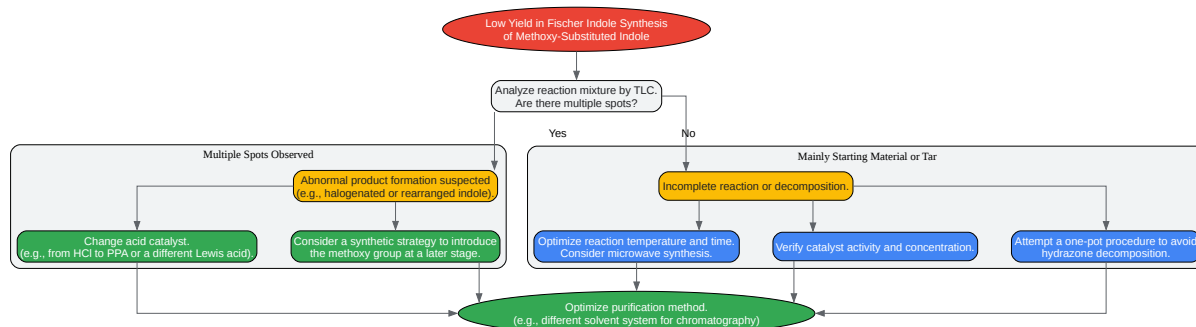 Low Yield in Fischer Indole Synthesis
of Methoxy-Substituted Indole
Analyze reaction mixture by TLC.
Are there multiple spots?
Yes
No
Multiple Spots Observed
Mainly Starting Material or Tar
Abnormal product formation suspected
(e.g., halogenated or rearranged indole).
Incomplete reaction or decomposition.
Change acid catalyst.
(e.g., from HCl to PPA or a different Lewis acid).
Consider a synthetic strategy to introduce
the methoxy group at a later stage.
Optimize reaction temperature and time.
Consider microwave synthesis.
Verify catalyst activity and concentration.
Attempt a one-pot procedure to avoid
hydrazone decomposition.
Optimize purification method.
(e.g., different solvent system for chromatography)